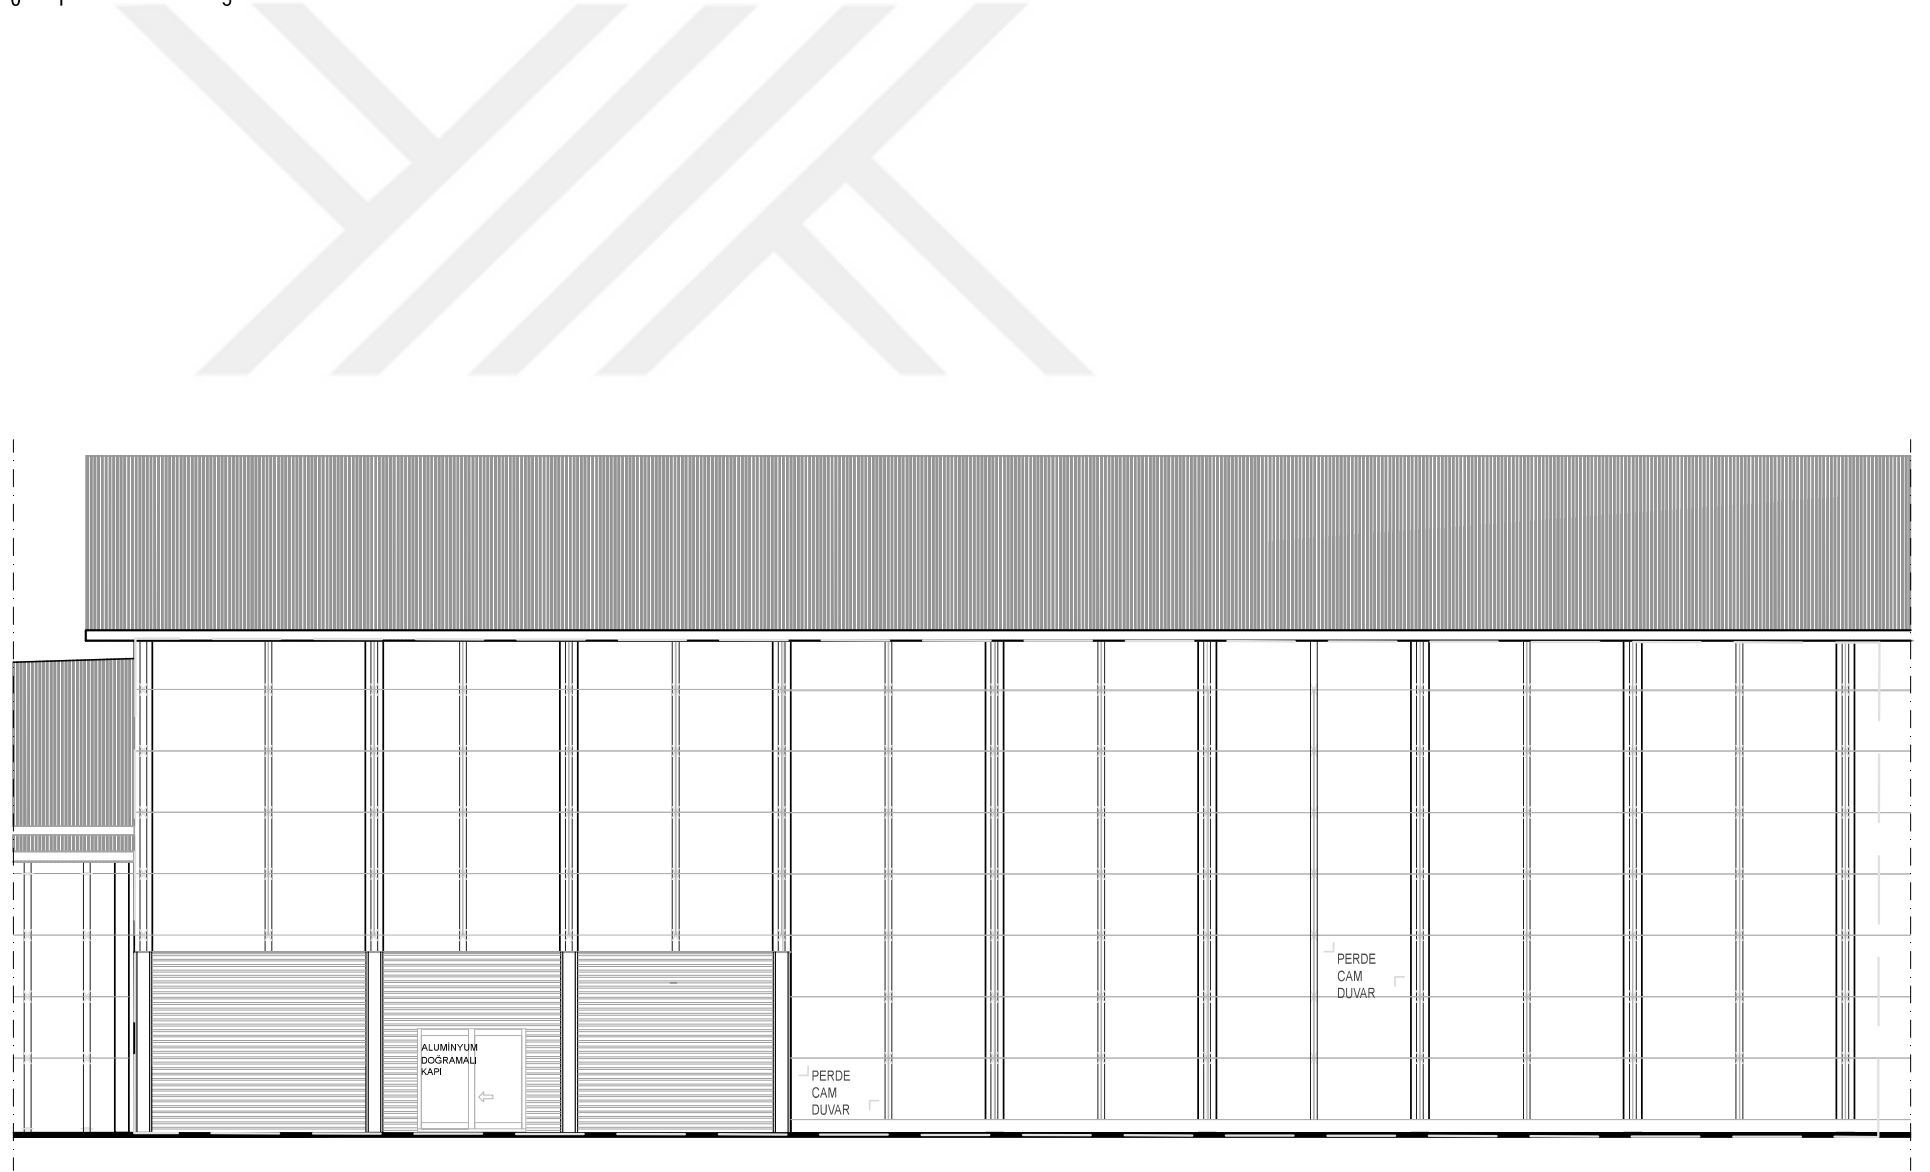 PERDE
CAM
DUVAR
ALUMİNYUM
DOĞRAMALI
KAPI
PERDE
CAM
DUVAR